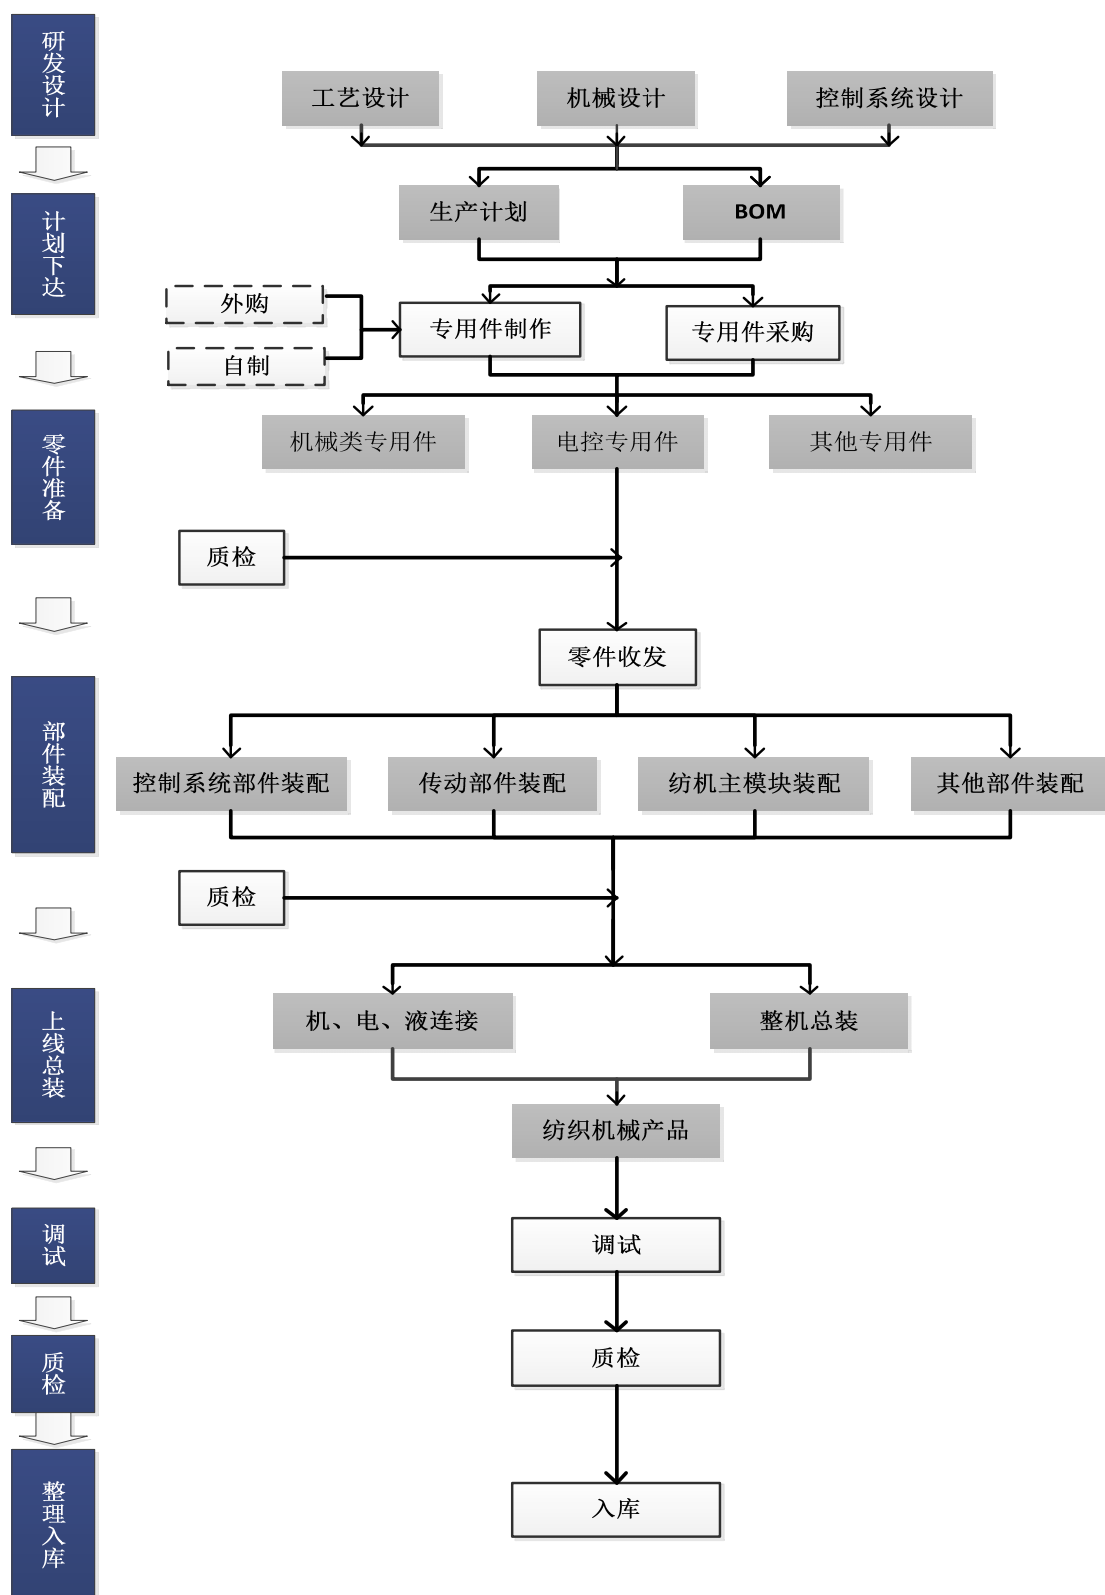 研发设计
工艺设计
机械设计
控制系统设计
计划下达
生产计划
BOM
外购
自制
专用件制作
专用件采购
零件准备
机械类专用件
电控专用件
其他专用件
质检
零件收发
部件装配
控制系统部件装配
传动部件装配
纺机主模块装配
其他部件装配
质检
上线总装
机、电、液连接
整机总装
纺织机械产品
调试
调试
质检
质检
整理入库
入库